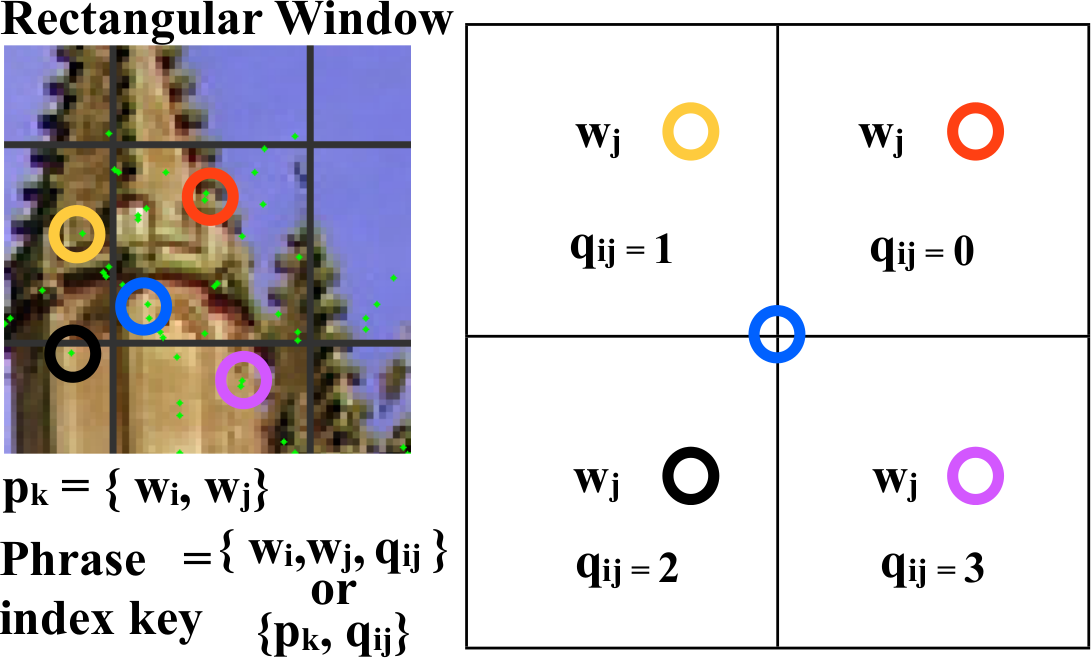 Rectangular Window
wj
wj
qij = 1
qij = 0
wj
wj
qij = 2
qij = 3
pk = { wi, wj}
Phrase = { wi,wj, qij }
or
index key {pk, qij}